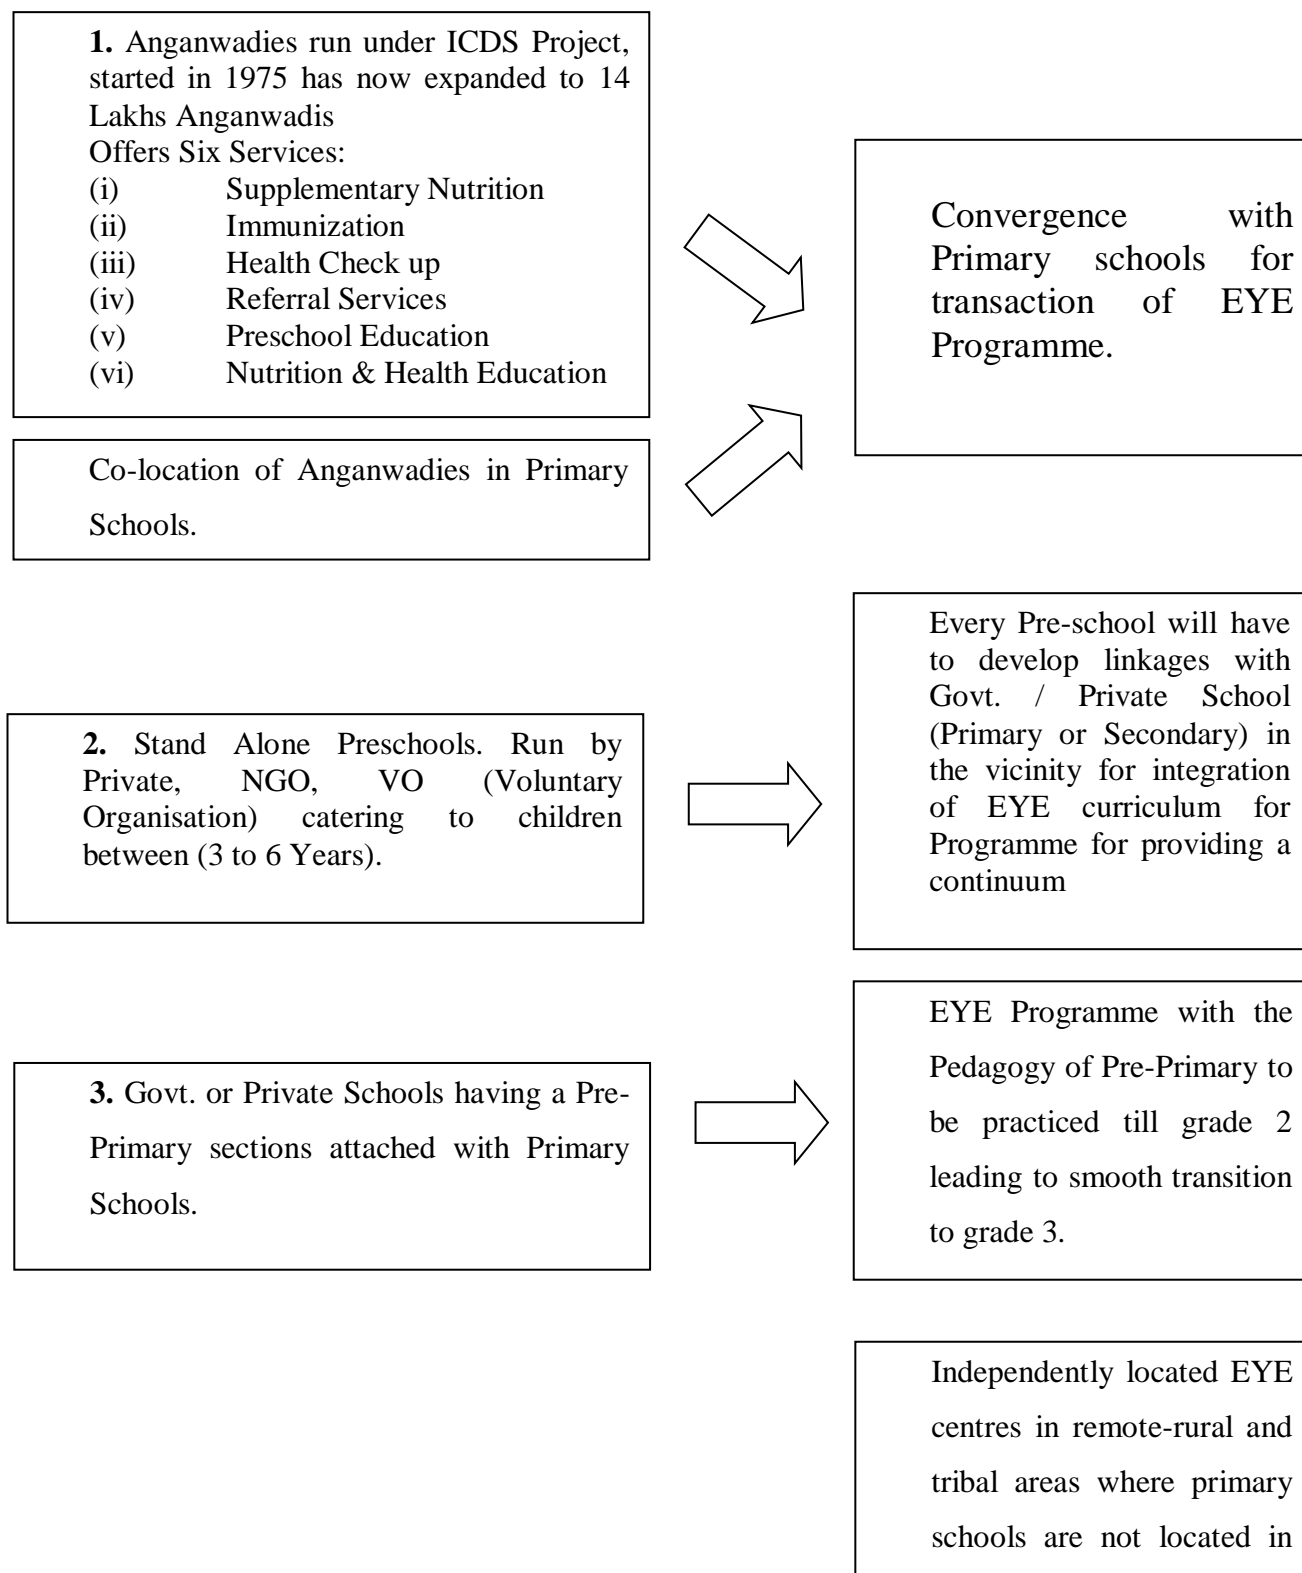 1. Anganwadies run under ICDS Project,
started in 1975 has now expanded to 14
Lakhs Anganwadis
Offers Six Services:
(i) Supplementary Nutrition
(ii) Immunization
(iii) Health Check up
(iv) Referral Services
(v) Preschool Education
(vi) Nutrition & Health Education
Co-location of Anganwadies in Primary
Schools.
Convergence with
Primary schools for
transaction of EYE
Programme.
2. Stand Alone Preschools. Run by
Private, NGO, VO (Voluntary
Organisation) catering to children
between (3 to 6 Years).
Every Pre-school will have
to develop linkages with
Govt. / Private School
(Primary or Secondary) in
the vicinity for integration
of EYE curriculum for
Programme for providing a
continuum
3. Govt. or Private Schools having a Pre-
Primary sections attached with Primary
Schools.
EYE Programme with the
Pedagogy of Pre-Primary to
be practiced till grade 2
leading to smooth transition
to grade 3.
Independently located EYE
centres in remote-rural and
tribal areas where primary
schools are not located in